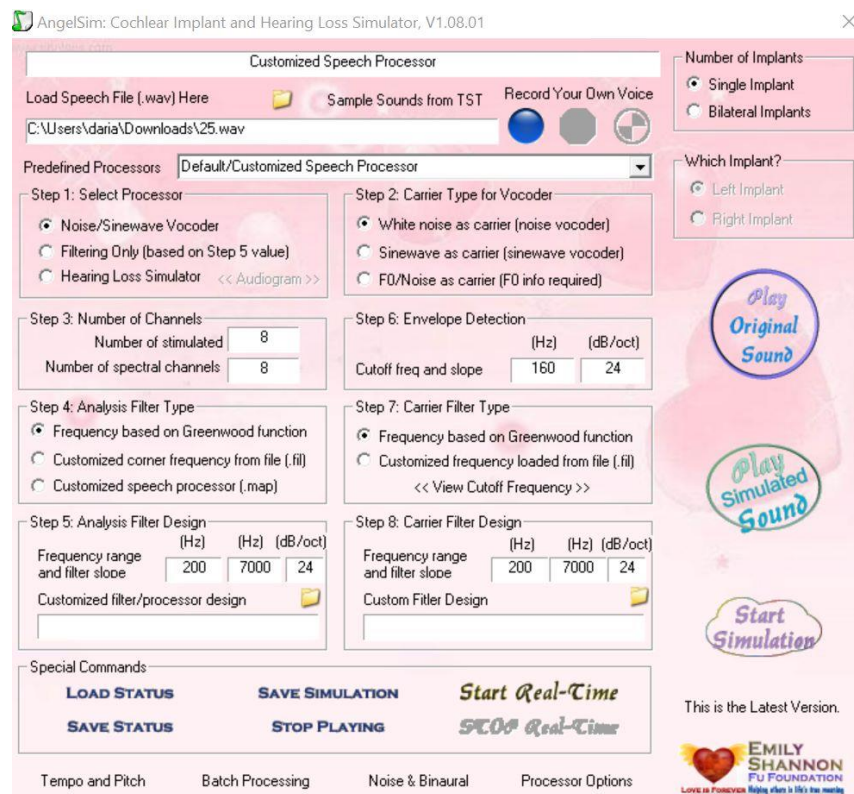 AngelSim: Cochlear Implant and Hearing Loss Simulator, V1.08.01
Customized Speech Processor
Load Speech File (.wav) Here
Sample Sounds from TST
Record Your Own Voice
C:\Users\daria\Downloads\25.wav
Predefined Processors
Default/Customized Speech Processor
Number of Implants
Single Implant
Bilateral Implants
Which Implant?
Left Implant
Right Implant
Step 1: Select Processor
Noise/Sinewave Vocoder
Filtering Only (based on Step 5 value)
Hearing Loss Simulator << Audiogram >>
Step 2: Carrier Type for Vocoder
White noise as carrier (noise vocoder)
Sinewave as carrier (sinewave vocoder)
F0/Noise as carrier (F0 info required)
Step 3: Number of Channels
Number of stimulated 8
Number of spectral channels 8
Step 6: Envelope Detection
(Hz) (dB/oct)
Cutoff freq and slope 160 24
Step 4: Analysis Filter Type
Frequency based on Greenwood function
Customized corner frequency from file (.fil)
Customized speech processor (.map)
Step 7: Carrier Filter Type
Frequency based on Greenwood function
Customized frequency loaded from file (.fil)
<< View Cutoff Frequency >>
Step 5: Analysis Filter Design
(Hz) (Hz) (dB/oct)
Frequency range
and filter slope 200 7000 24
Customized filter/processor design
Step 8: Carrier Filter Design
(Hz) (Hz) (dB/oct)
Frequency range
and filter slope 200 7000 24
Custom Fitler Design
Play
Original
Sound
Play
Simulated
Sound
Start
Simulation
Special Commands
LOAD STATUS
SAVE SIMULATION
Start Real-Time
SAVE STATUS
STOP PLAYING
STOP Real-Time
This is the Latest Version.
EMILY
SHANNON
FU FOUNDATION
LOVE IS FOREVER Helping others is life's true meaning
Tempo and Pitch
Batch Processing
Noise & Binaural
Processor Options